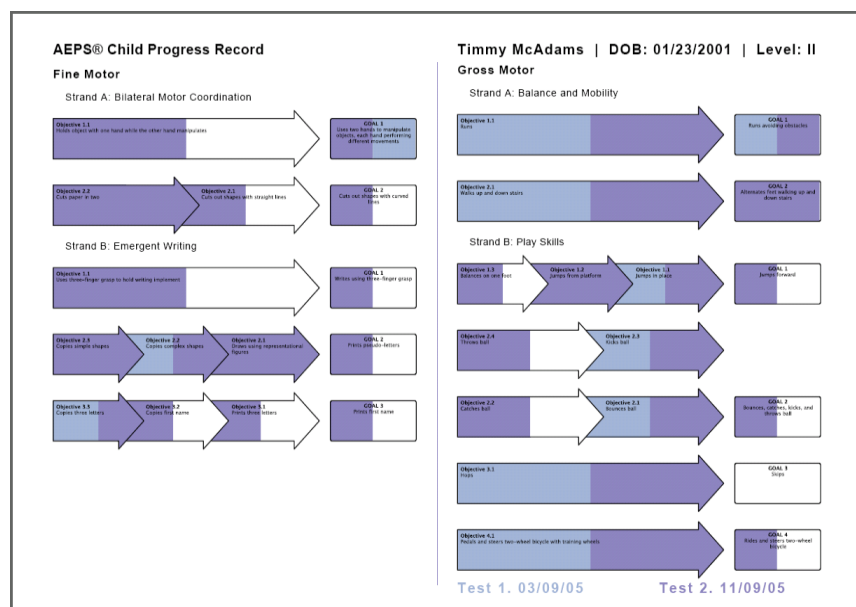 AEPS® Child Progress Record
Fine Motor
Strand A: Bilateral Motor Coordination
Objective 1.1
Holds object with one hand while the other hand manipulates
GOAL 1
Uses two hands to manipulate
objects, each hand performing
different movements
Objective 2.2
Cuts paper in two
Objective 2.1
Cuts out shapes with straight lines
GOAL 2
Cuts out shapes with curved
lines
Strand B: Emergent Writing
Objective 1.1
Uses three-finger grasp to hold writing implement
GOAL 1
Writes using three-finger grasp
Objective 2.3
Copies simple shapes
Objective 2.2
Copies complex shapes
Objective 2.1
Draws using representational
figures
GOAL 2
Prints pseudo-letters
Objective 3.3
Copies three letters
Objective 3.2
Copies first name
Objective 3.1
Prints three letters
GOAL 3
Prints first name
Timmy McAdams | DOB: 01/23/2001 | Level: II
Gross Motor
Strand A: Balance and Mobility
Objective 1.1
Runs
GOAL 1
Runs avoiding obstacles
Objective 2.1
Walks up and down stairs
GOAL 2
Alternates feet walking up and
down stairs
Strand B: Play Skills
Objective 1.3
Balances on one foot
Objective 1.2
Jumps from platform
Objective 1.1
Jumps in place
GOAL 1
Jumps forward
Objective 2.4
Throws ball
Objective 2.3
Kicks ball
Objective 2.2
Catches ball
Objective 2.1
Bounces ball
GOAL 2
Bounces, catches, kicks, and
throws ball
Objective 3.1
Hops
GOAL 3
Skips
Objective 4.1
Pedals and steers two-wheel bicycle with training wheels
GOAL 4
Rides and steers two-wheel
bicycle
Test 1. 03/09/05
Test 2. 11/09/05